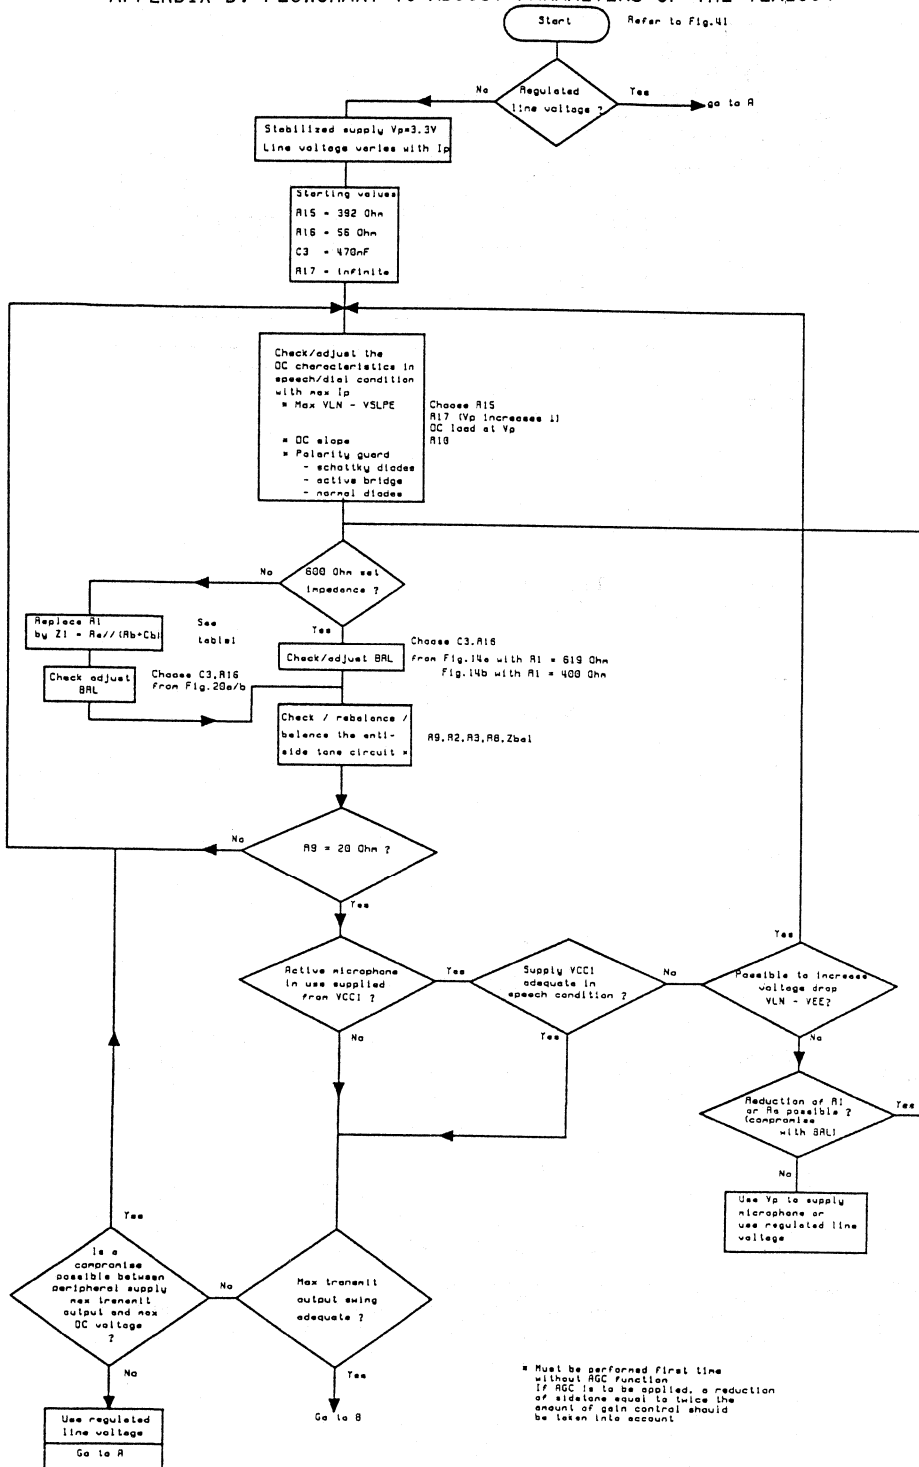 Start
Refer to Fig.41
Regulated
line voltage ?
No
Yes
go to A
Stabilized supply Vp=3.3V
Line voltage varies with Ip
Starting values
R15 = 392 Ohm
R16 = 56 Ohm
C3 = 470nF
R17 = infinite
Check/adjust the
DC characteristics in
speech/dial condition
with max Ip
* Max VLN - VSLPE
* DC slope
* Polarity guard
- schottky diodes
- active bridge
- normal diodes
Choose R15
R17 (Vp increases !)
DC load at Vp
R10
600 Ohm set
impedance ?
No
Yes
Replace R1
by Z1 = Ra//(Rb+Cb)
See
table1
Check adjust
BRL
Choose C3,R16
from Fig.20a/b
Check/adjust BRL
Choose C3,R16
from Fig.14a with R1 = 619 Ohm
Fig.14b with R1 = 400 Ohm
Check / rebalance /
balance the anti-
side tone circuit *
R9,R2,R3,R8,Zbal
R9 = 20 Ohm ?
No
Yes
Active microphone
in use supplied
from VCC1 ?
Yes
No
Supply VCC1
adequate in
speech condition ?
No
Yes
Possible to increase
voltage drop
VLN - VEE?
Yes
No
Reduction of R1
or Ra possible ?
(compromise
with BRL)
Yes
No
Use Vp to supply
microphone or
use regulated line
voltage
Is a
compromise
possible between
peripheral supply
max transmit
output and max
DC voltage
?
Yes
No
No
Max transmit
output swing
adequate ?
Yes
Go to B
Use regulated
line voltage
Go to A
* Must be performed first time
without AGC function
If AGC is to be applied, a reduction
of sidetone equal to twice the
amount of gain control should
be taken into account